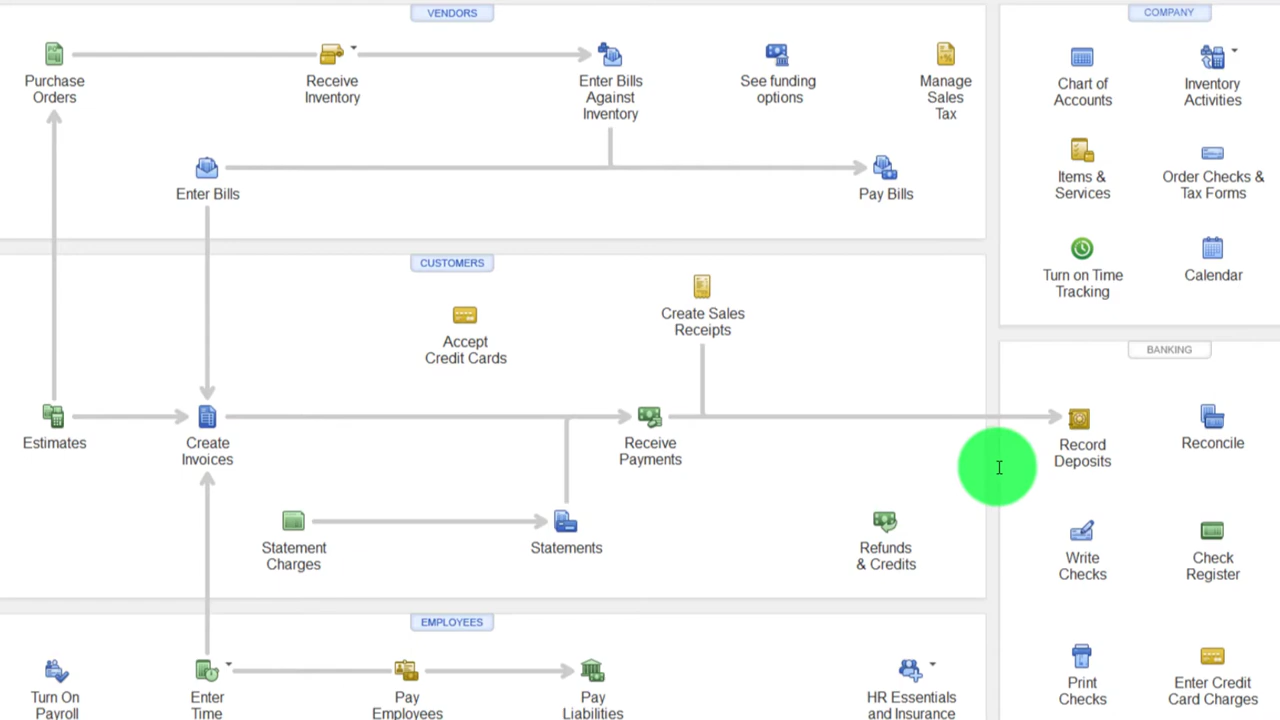 VENDORS
Purchase
Orders
Receive
Inventory
Enter Bills
Against
Inventory
See funding
options
Manage
Sales
Tax
Enter Bills
Pay Bills
CUSTOMERS
Create Sales
Receipts
Accept
Credit Cards
Estimates
Create
Invoices
Receive
Payments
Statement
Charges
Statements
Refunds
& Credits
EMPLOYEES
Turn On
Payroll
Enter
Time
Pay
Employees
Pay
Liabilities
HR Essentials
and Insurance
COMPANY
Chart of
Accounts
Inventory
Activities
Items &
Services
Order Checks &
Tax Forms
Turn on Time
Tracking
Calendar
BANKING
Record
Deposits
Reconcile
Write
Checks
Check
Register
Print
Checks
Enter Credit
Card Charges